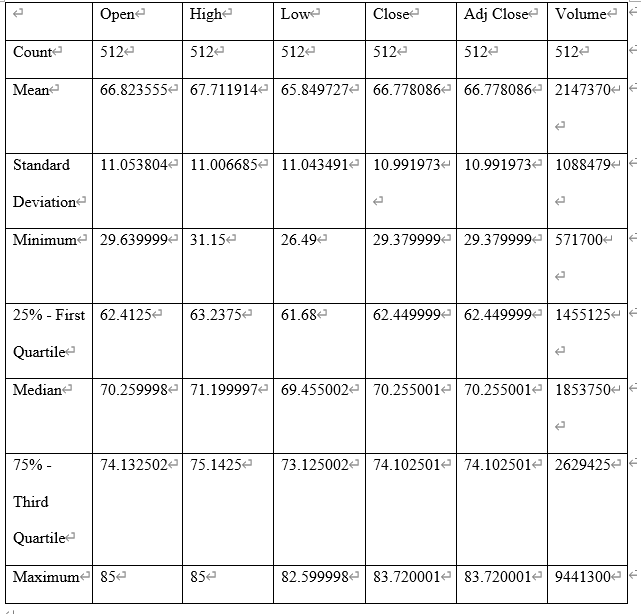 Open High Low Close Adj Close Volume
Count 512 512 512 512 512 512
Mean 66.823555 67.711914 65.849727 66.778086 66.778086 2147370
Standard 11.053804 11.006685 11.043491 10.991973 10.991973 1088479
Deviation
Minimum 29.639999 31.15 26.49 29.379999 29.379999 571700
25% - First 62.4125 63.2375 61.68 62.449999 62.449999 1455125
Quartile
Median 70.259998 71.199997 69.455002 70.255001 70.255001 1853750
75% - 74.132502 75.1425 73.125002 74.102501 74.102501 2629425
Third
Quartile
Maximum 85 85 82.599998 83.720001 83.720001 9441300